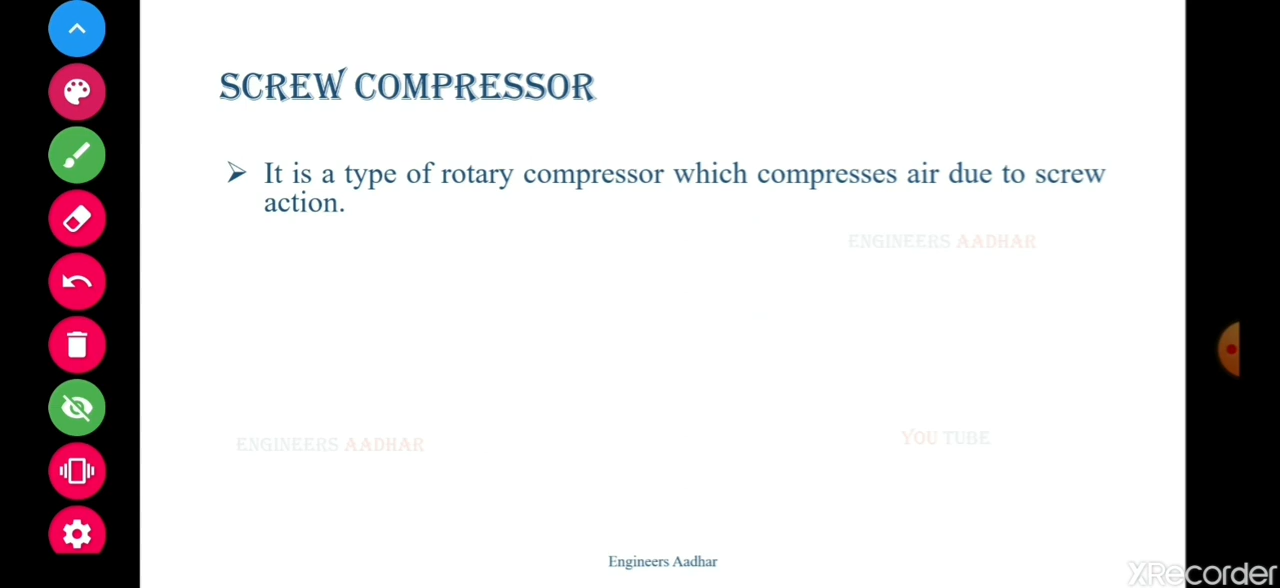 SCREW COMPRESSOR
➢ It is a type of rotary compressor which compresses air due to screw
action.
ENGINEERS AADHAR
ENGINEERS AADHAR
YOU TUBE
Engineers Aadhar
XRecorder